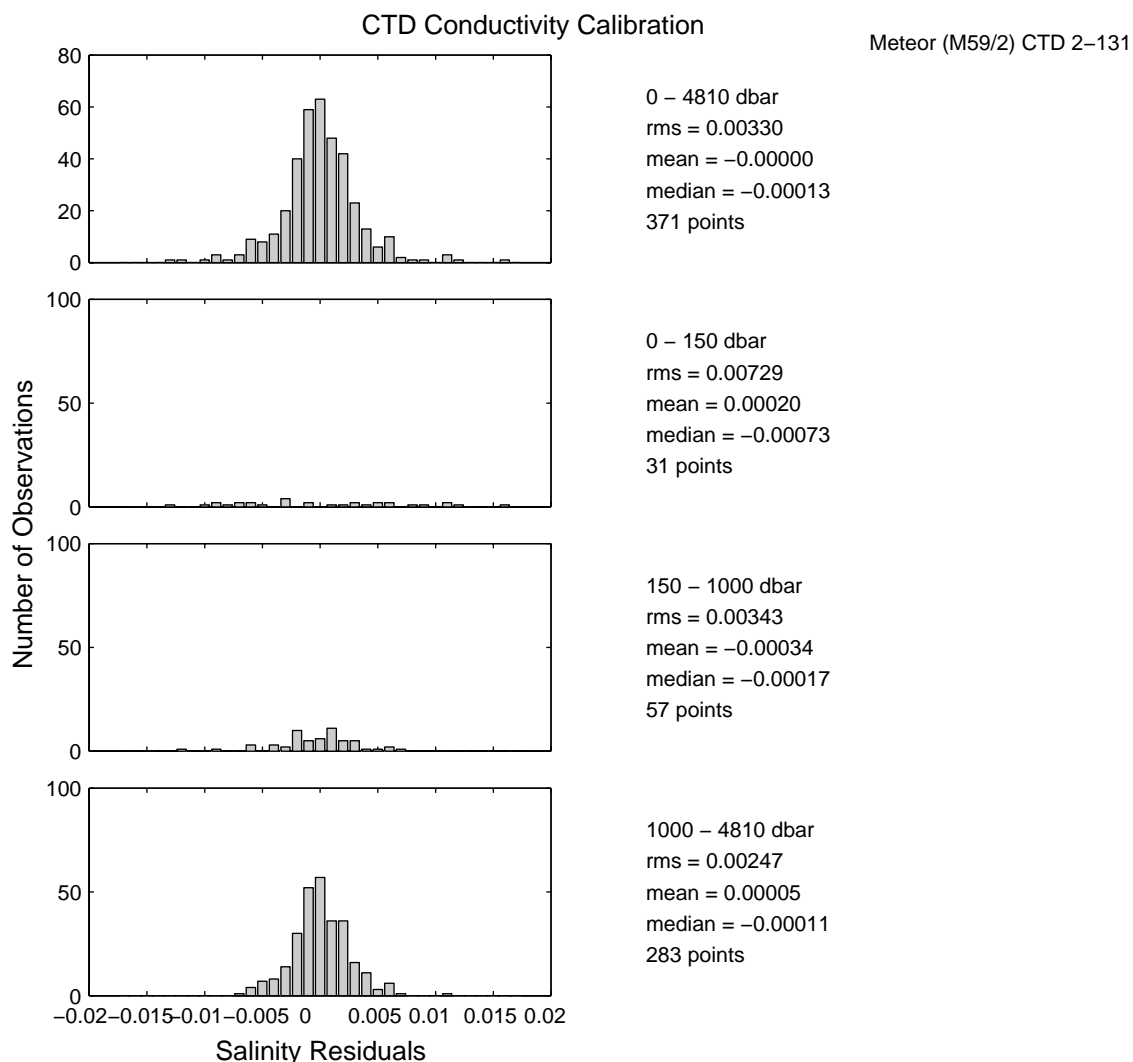 CTD Conductivity Calibration
Meteor (M59/2) CTD 2−131
80
60
40
20
0
0 − 4810 dbar
rms = 0.00330
mean = −0.00000
median = −0.00013
371 points
100
50
0
0 − 150 dbar
rms = 0.00729
mean = 0.00020
median = −0.00073
31 points
Number of Observations
100
50
0
150 − 1000 dbar
rms = 0.00343
mean = −0.00034
median = −0.00017
57 points
100
50
0
1000 − 4810 dbar
rms = 0.00247
mean = 0.00005
median = −0.00011
283 points
−0.02 −0.015 −0.01 −0.005 0 0.005 0.01 0.015 0.02
Salinity Residuals